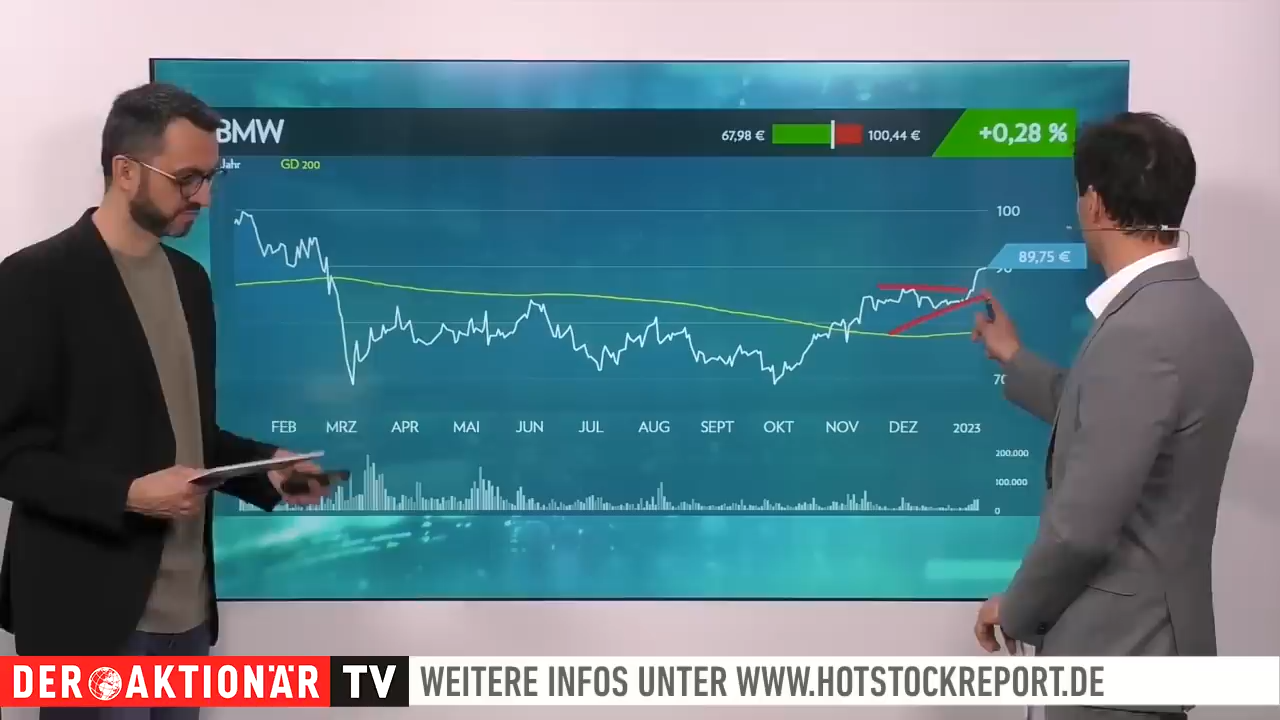 BMW
67,98 €
100,44 €
+0,28 %
Jahr
GD 200
100
89,75 €
90
70
FEB MRZ APR MAI JUN JUL AUG SEPT OKT NOV DEZ 2023
200.000
100.000
0
DER AKTIONÄR TV
WEITERE INFOS UNTER WWW.HOTSTOCKREPORT.DE